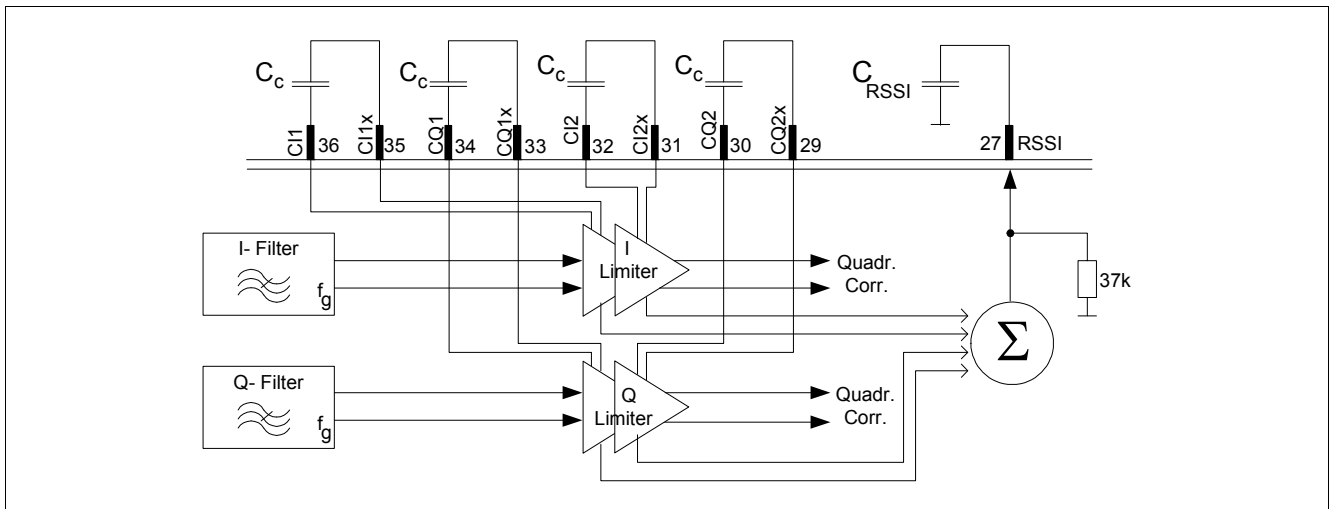 Cc
Cc
Cc
Cc
CRSSI
CI1
36
CI1x
35
CQ1
34
CQ1x
33
CI2
32
CI2x
31
CQ2
30
CQ2x
29
27
RSSI
I- Filter
fg
I
Limiter
Quadr.
Corr.
37k
Σ
Q- Filter
fg
Q
Limiter
Quadr.
Corr.